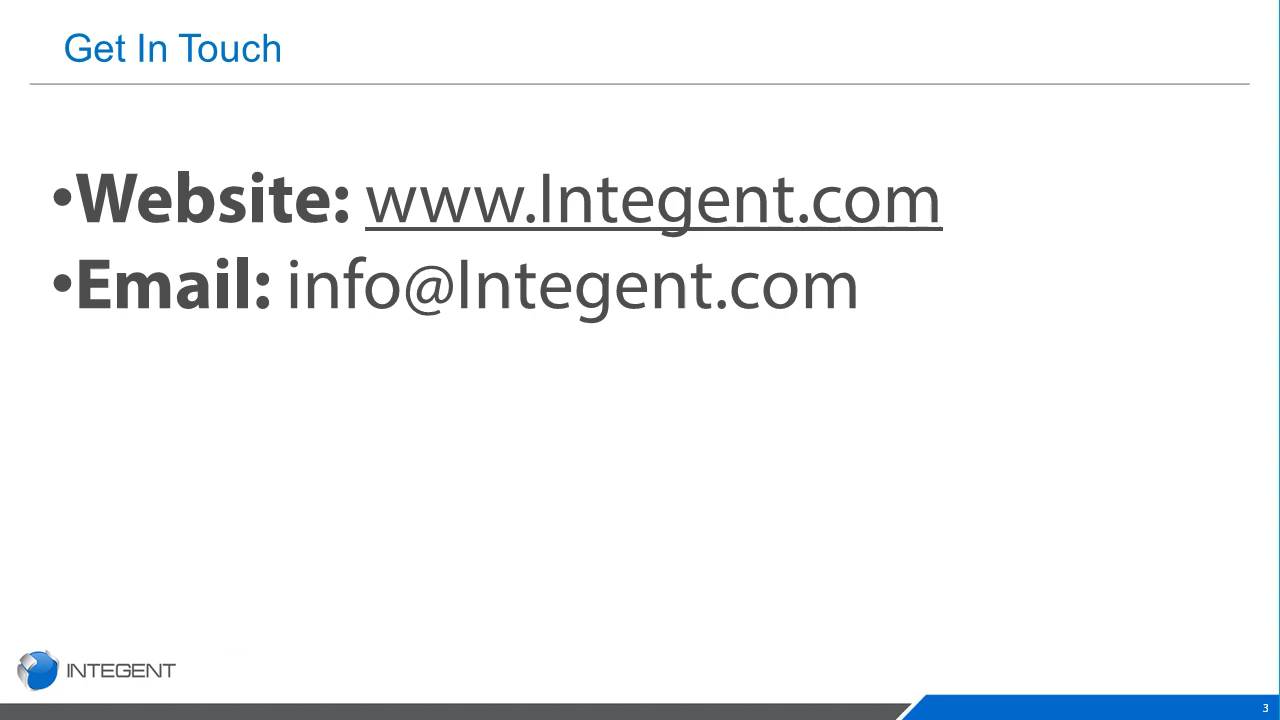 Get In Touch
•Website: www.Integent.com
•Email: info@Integent.com
INTEGENT
3